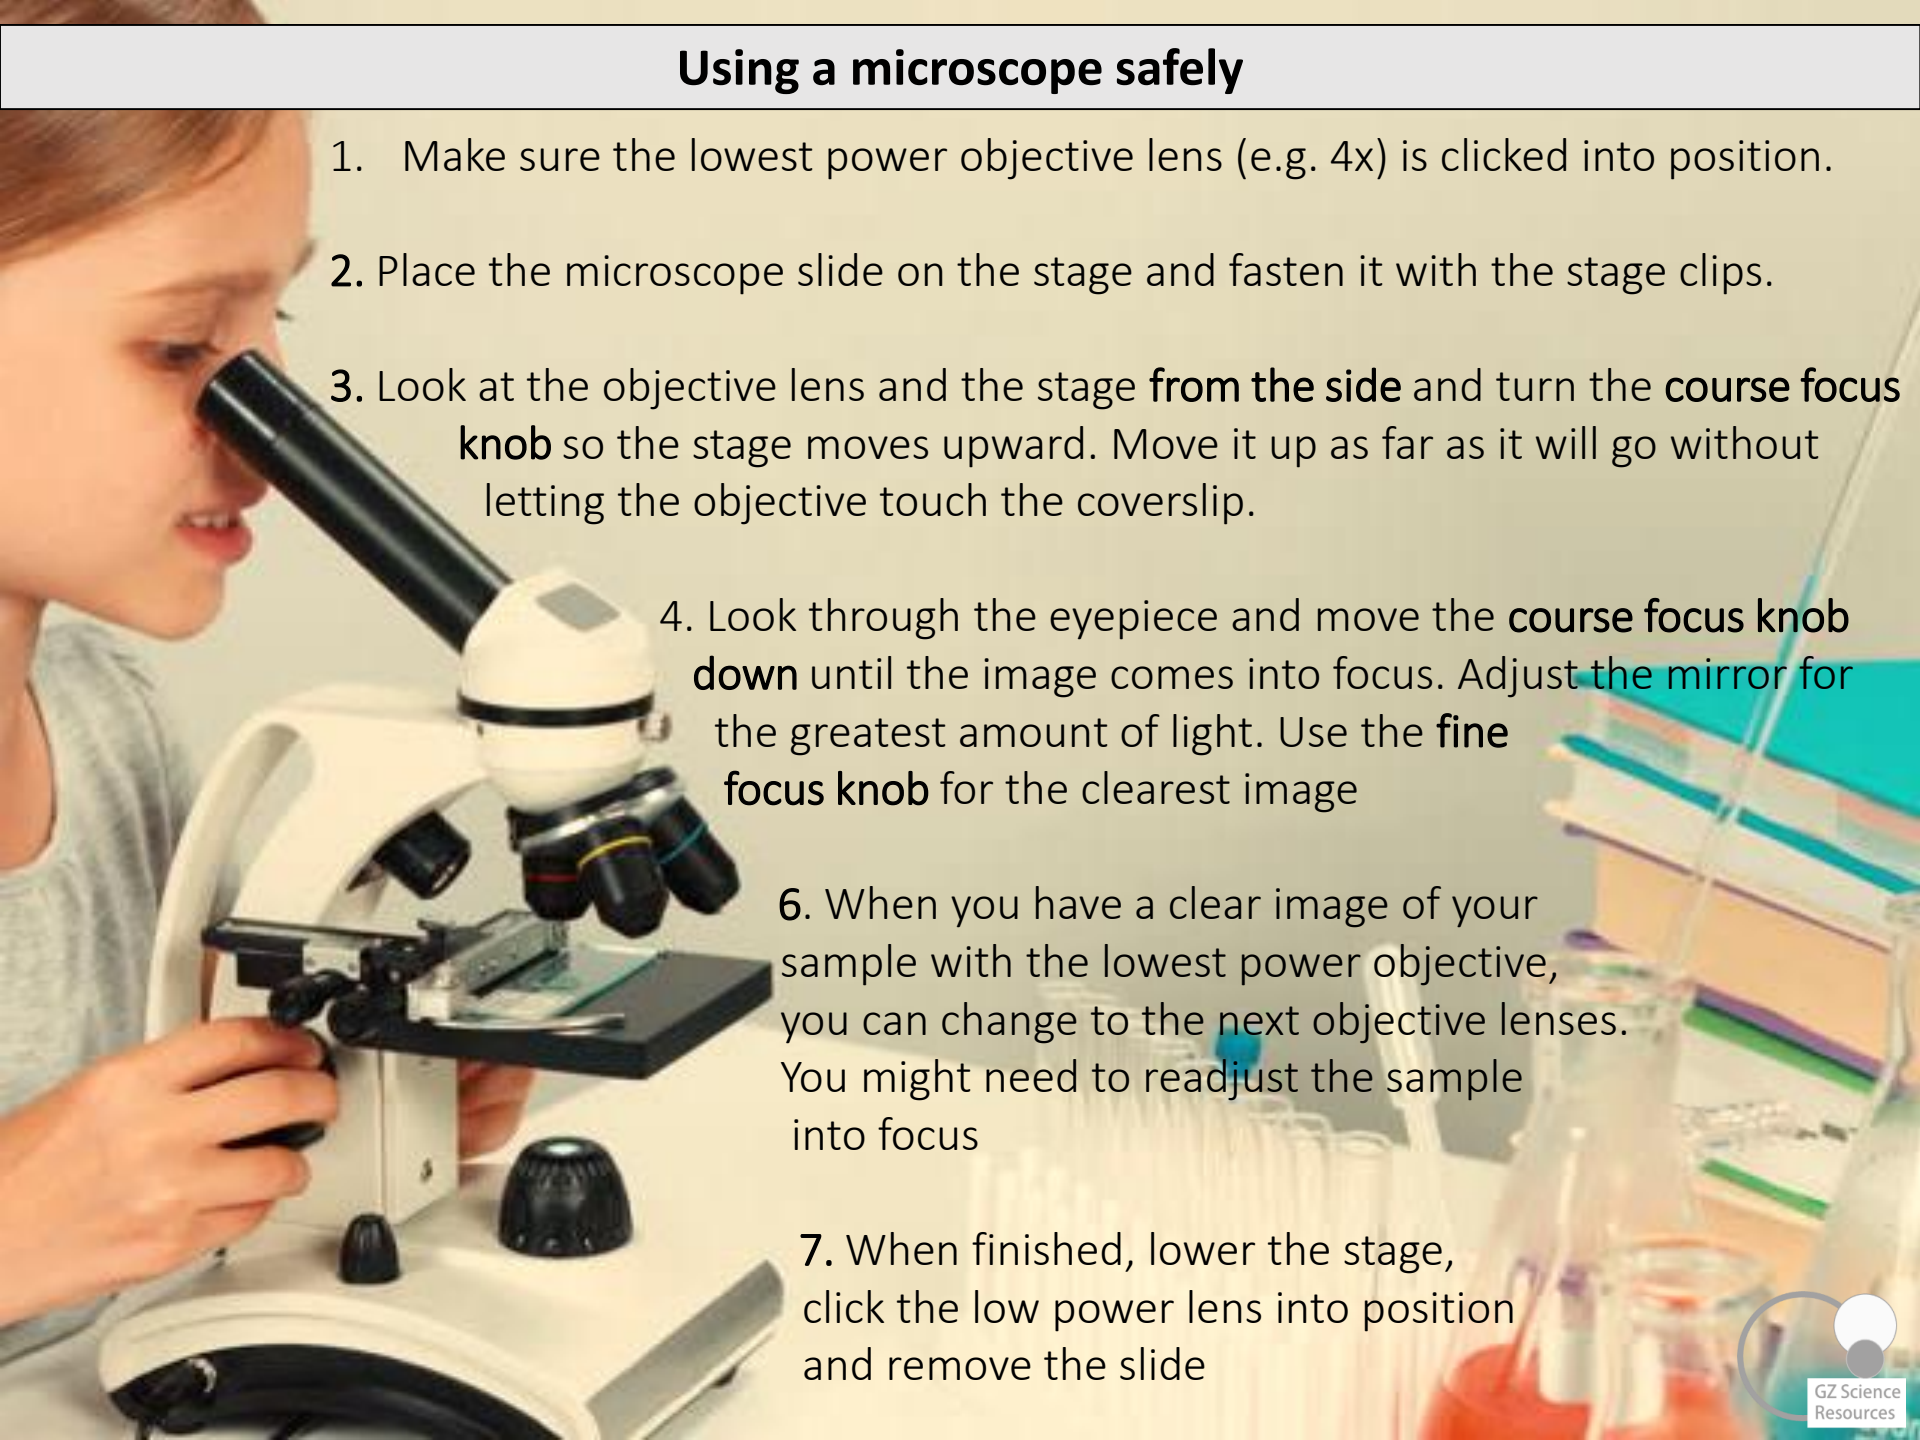 Using a microscope safely
1. Make sure the lowest power objective lens (e.g. 4x) is clicked into position.
2. Place the microscope slide on the stage and fasten it with the stage clips.
3. Look at the objective lens and the stage from the side and turn the course focus
knob so the stage moves upward. Move it up as far as it will go without
letting the objective touch the coverslip.
4. Look through the eyepiece and move the course focus knob
down until the image comes into focus. Adjust the mirror for
the greatest amount of light. Use the fine
focus knob for the clearest image
6. When you have a clear image of your
sample with the lowest power objective,
you can change to the next objective lenses.
You might need to readjust the sample
into focus
7. When finished, lower the stage,
click the low power lens into position
and remove the slide
GZ Science
Resources